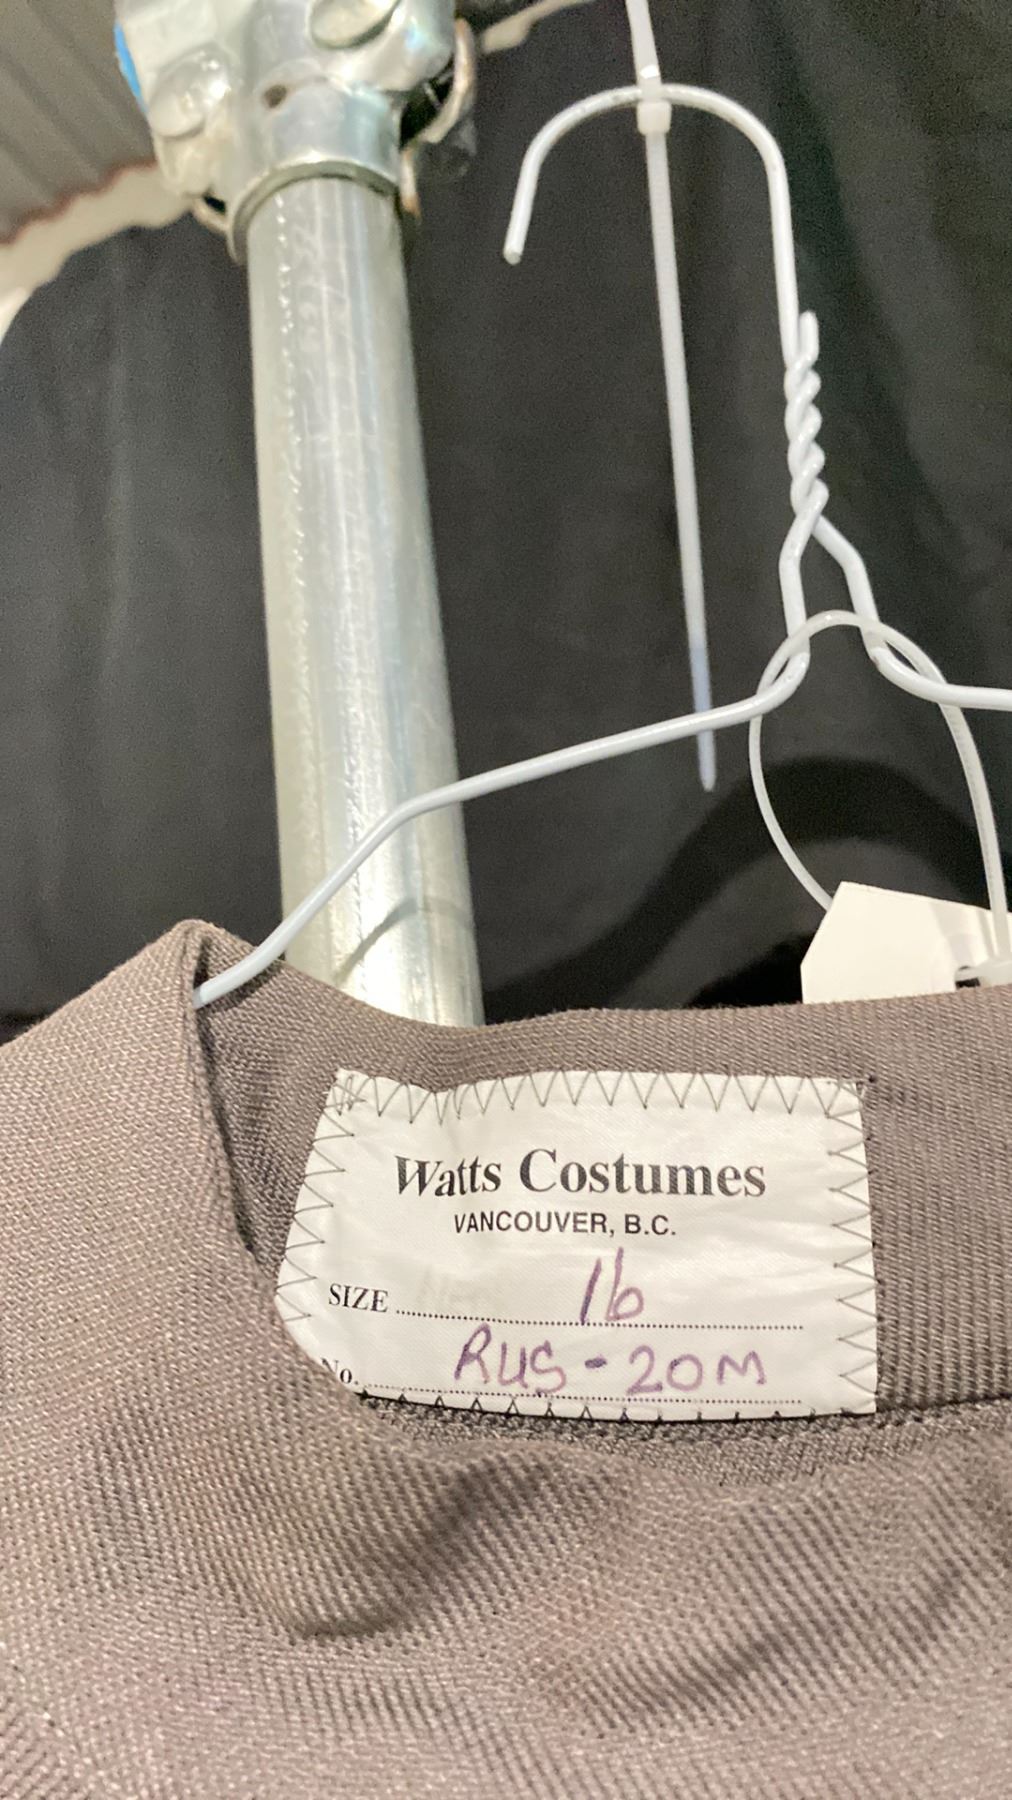 Watts Costumes
VANCOUVER, B.C.
SIZE 16
No. RUS-20M